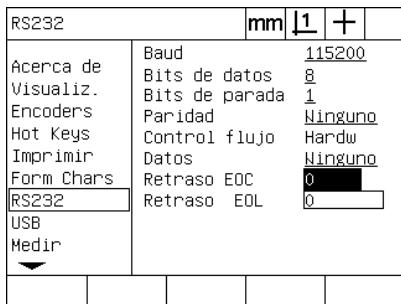 RS232 mm 1
Acerca de
Visualiz.
Encoders
Hot Keys
Imprimir
Form Chars
RS232
USB
Medir
Baud 115200
Bits de datos 8
Bits de parada 1
Paridad Ninguno
Control flujo Hardw
Datos Ninguno
Retraso EOC 0
Retraso EOL 0